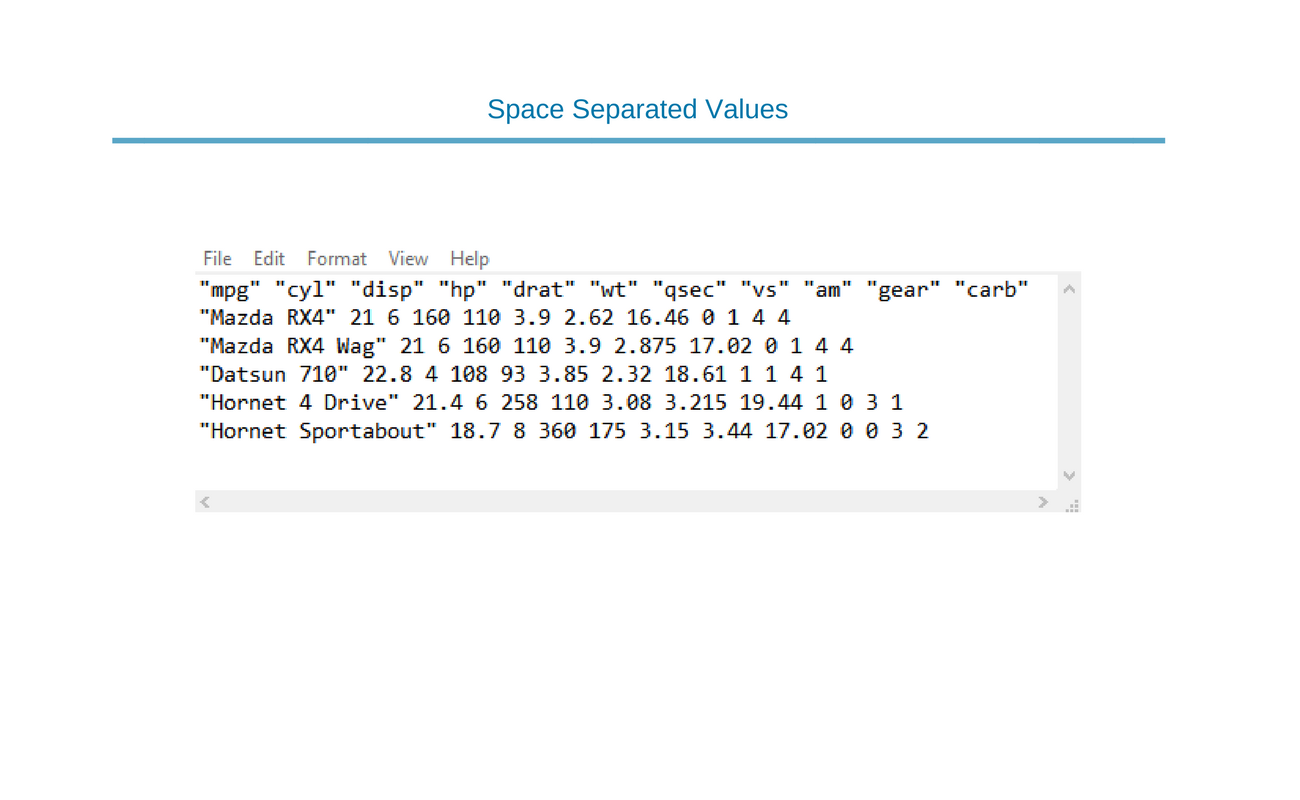 Space Separated Values
File Edit Format View Help
"mpg" "cyl" "disp" "hp" "drat" "wt" "qsec" "vs" "am" "gear" "carb"
"Mazda RX4" 21 6 160 110 3.9 2.62 16.46 0 1 4 4
"Mazda RX4 Wag" 21 6 160 110 3.9 2.875 17.02 0 1 4 4
"Datsun 710" 22.8 4 108 93 3.85 2.32 18.61 1 1 4 1
"Hornet 4 Drive" 21.4 6 258 110 3.08 3.215 19.44 1 0 3 1
"Hornet Sportabout" 18.7 8 360 175 3.15 3.44 17.02 0 0 3 2